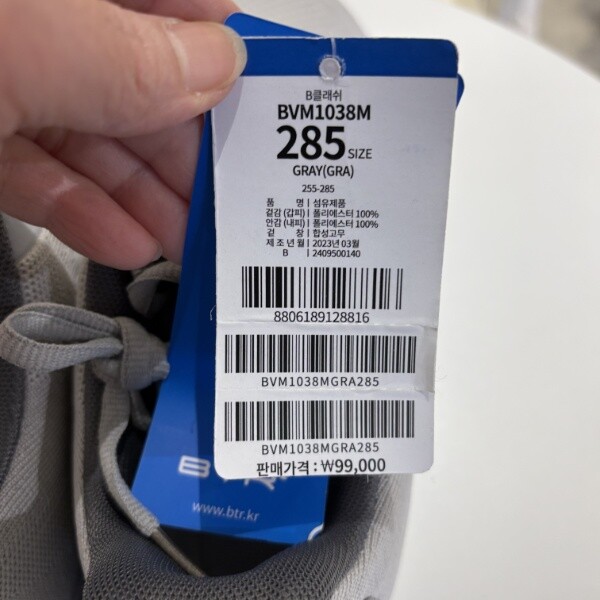 B클래쉬
BVM1038M
285 SIZE
GRAY(GRA)
255-285
품 명 | 섬유제품
겉감 (갑피) | 폴리에스터 100%
안감 (내피) | 폴리에스터 100%
겉 창 | 합성고무
제 조 년 월 | 2023년 03월
B | 2409500140
8806189128816
BVM1038MGRA285
BVM1038MGRA285
판매가격 : ₩99,000
www.btr.kr